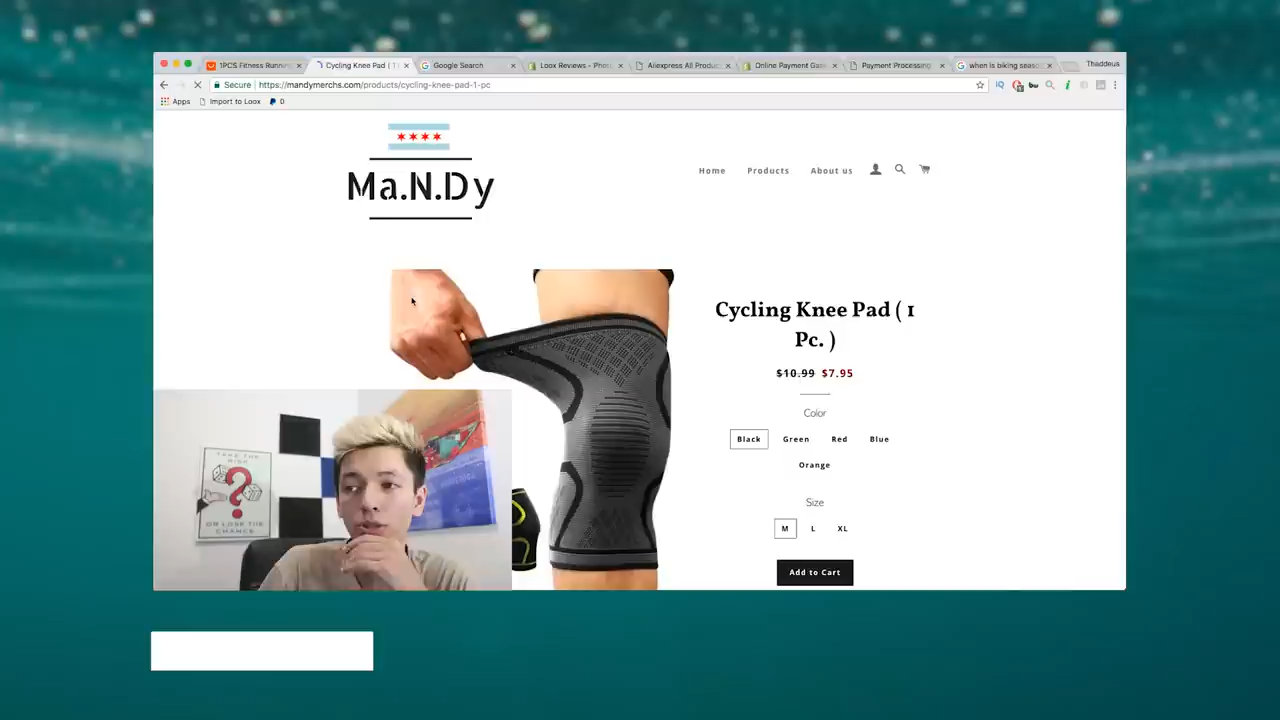 1PCS Fitness Runnin
Cycling Knee Pad | 1
Google Search
Loox Reviews - Phot
Aliexpress All Produc
Online Payment Gate
Payment Processing
when is biking seaso
Thaddeus
Secure
https://mandymerchs.com/products/cycling-knee-pad-1-pc
Apps
Import to Loox
0
Ma.N.Dy
Home
Products
About us
Cycling Knee Pad ( 1
Pc. )
$10.99 $7.95
Color
Black
Green
Red
Blue
Orange
Size
M
L
XL
Add to Cart
TAKE THE
RISK
?
OR LOSE THE
CHANCE